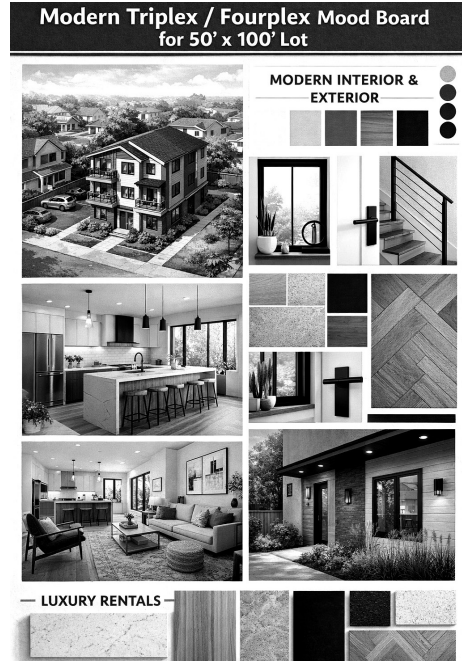 Modern Triplex / Fourplex Mood Board
for 50' x 100' Lot
MODERN INTERIOR &
EXTERIOR
LUXURY RENTALS